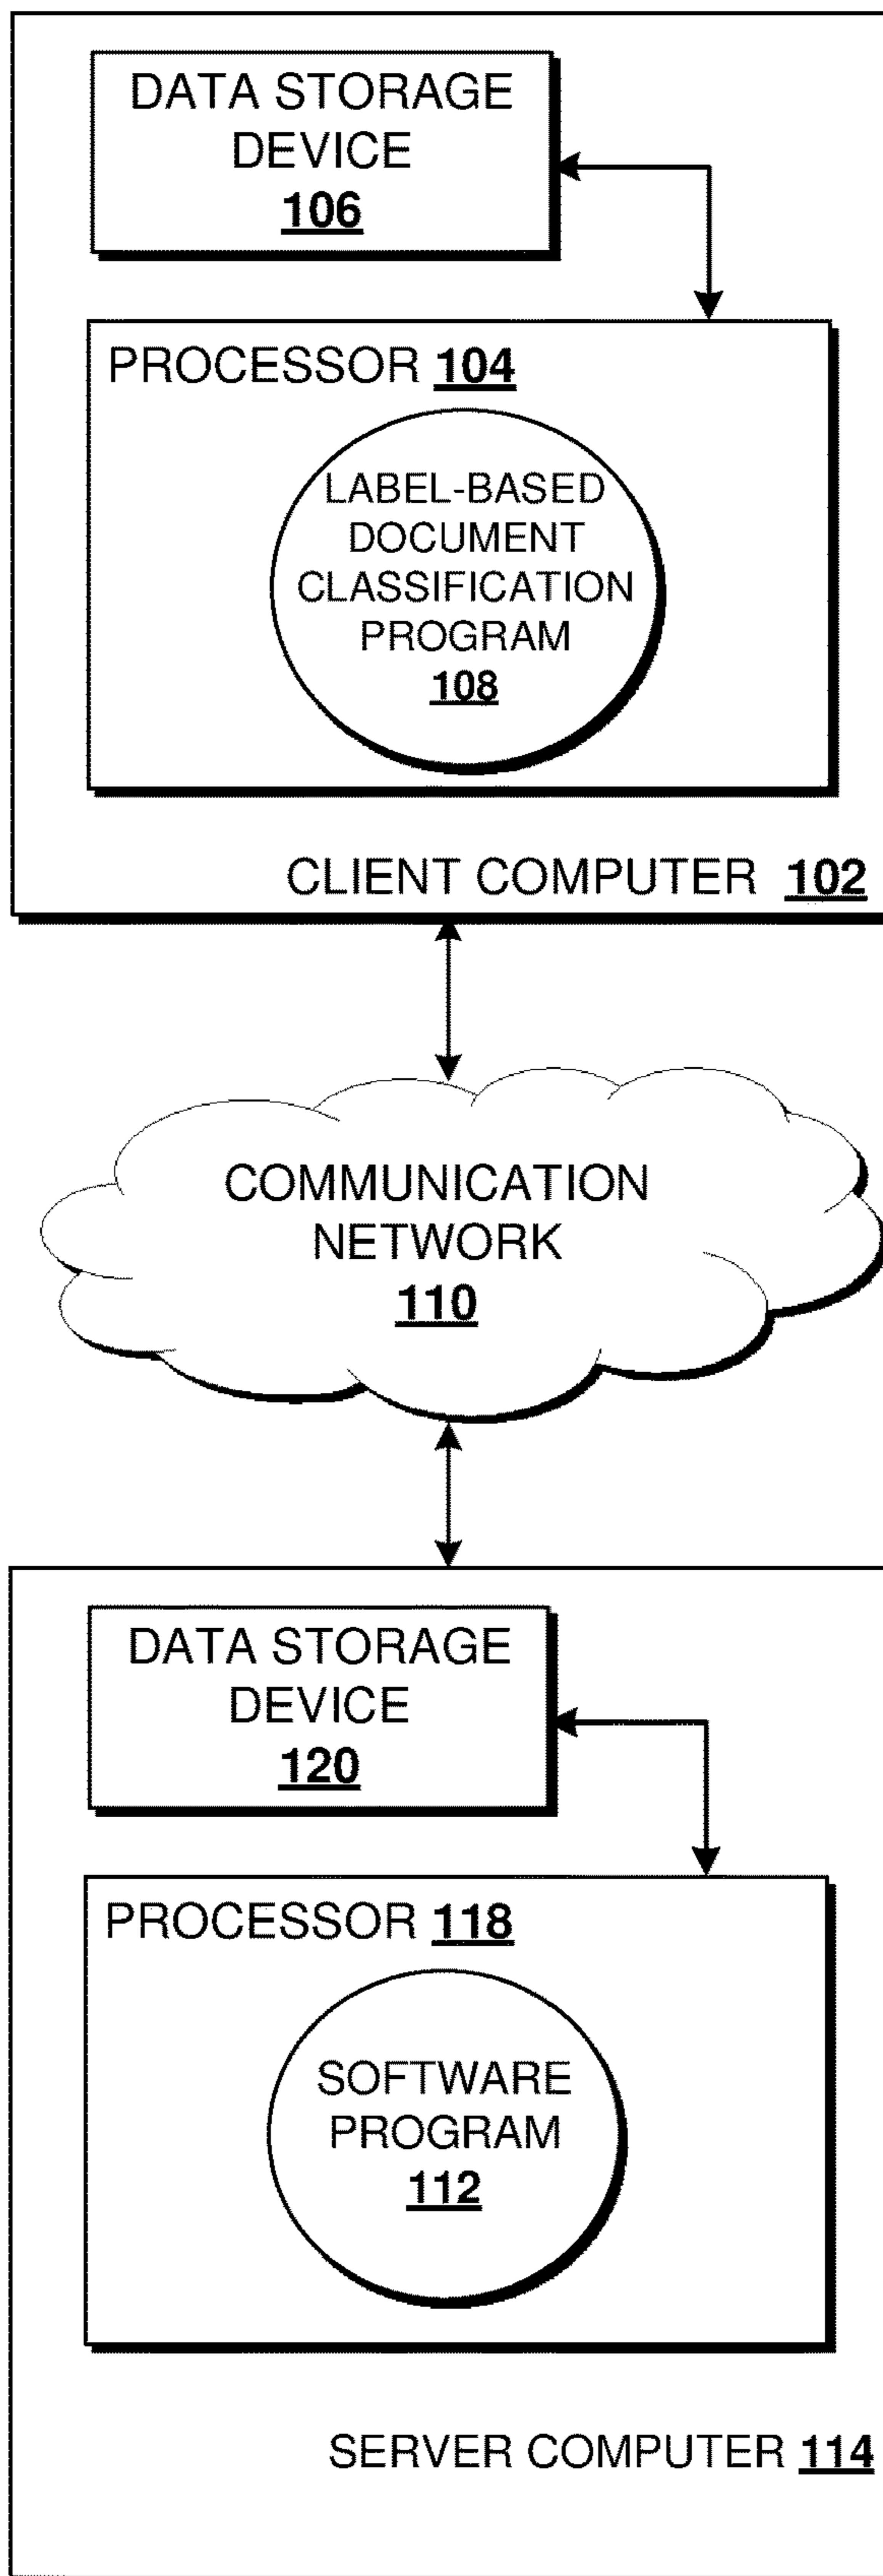 DATA STORAGE
DEVICE
106
PROCESSOR 104
LABEL-BASED
DOCUMENT
CLASSIFICATION
PROGRAM
108
CLIENT COMPUTER 102
COMMUNICATION
NETWORK
110
DATA STORAGE
DEVICE
120
PROCESSOR 118
SOFTWARE
PROGRAM
112
SERVER COMPUTER 114